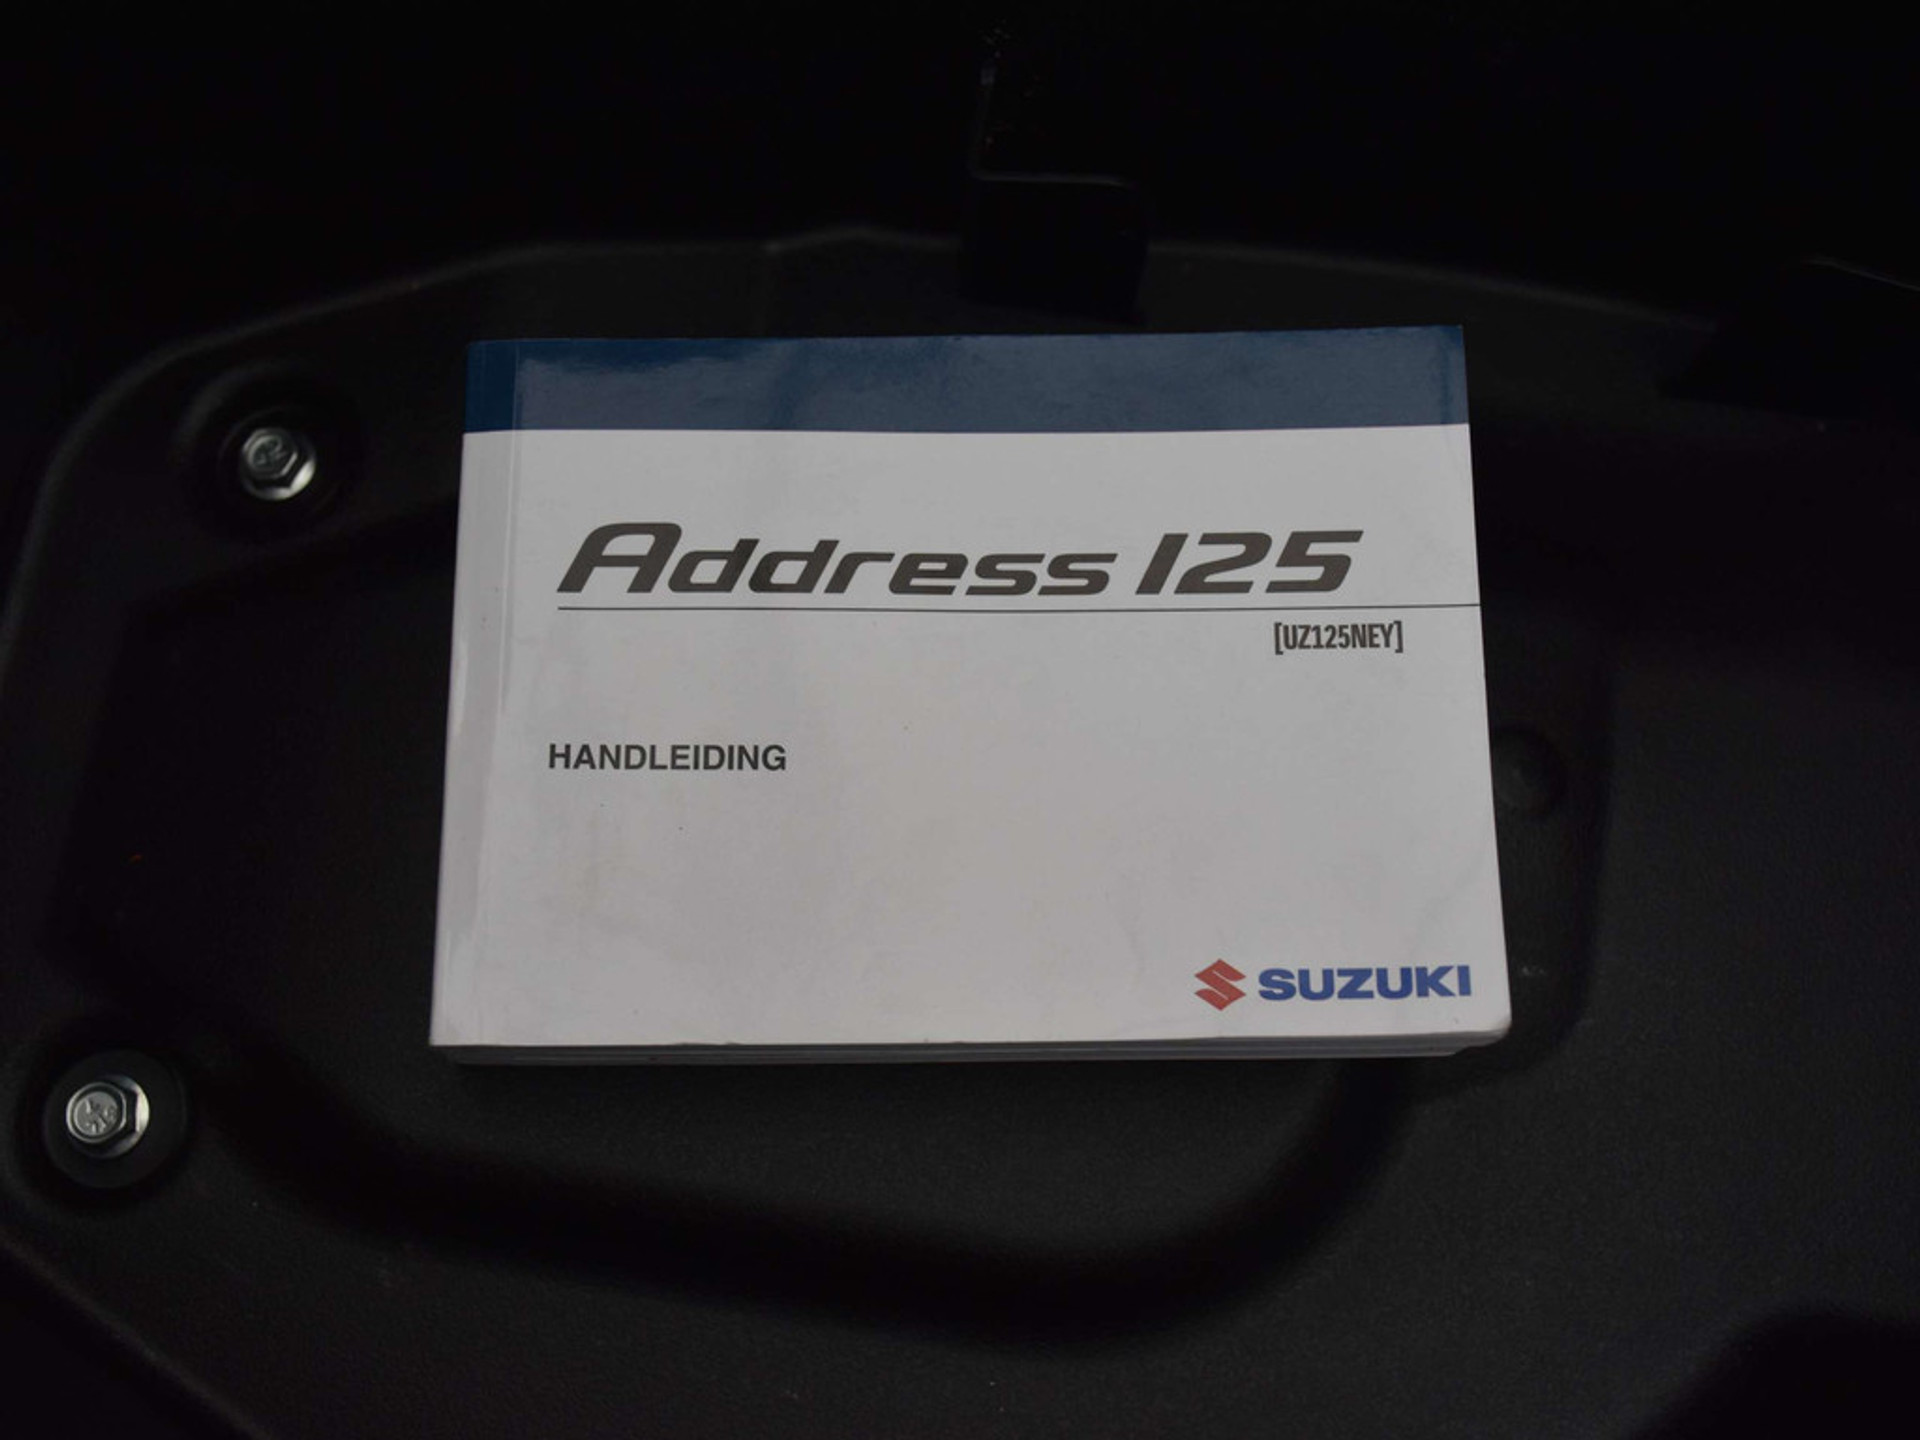 Address 125
[UZ125NEY]
HANDLEIDING
SUZUKI